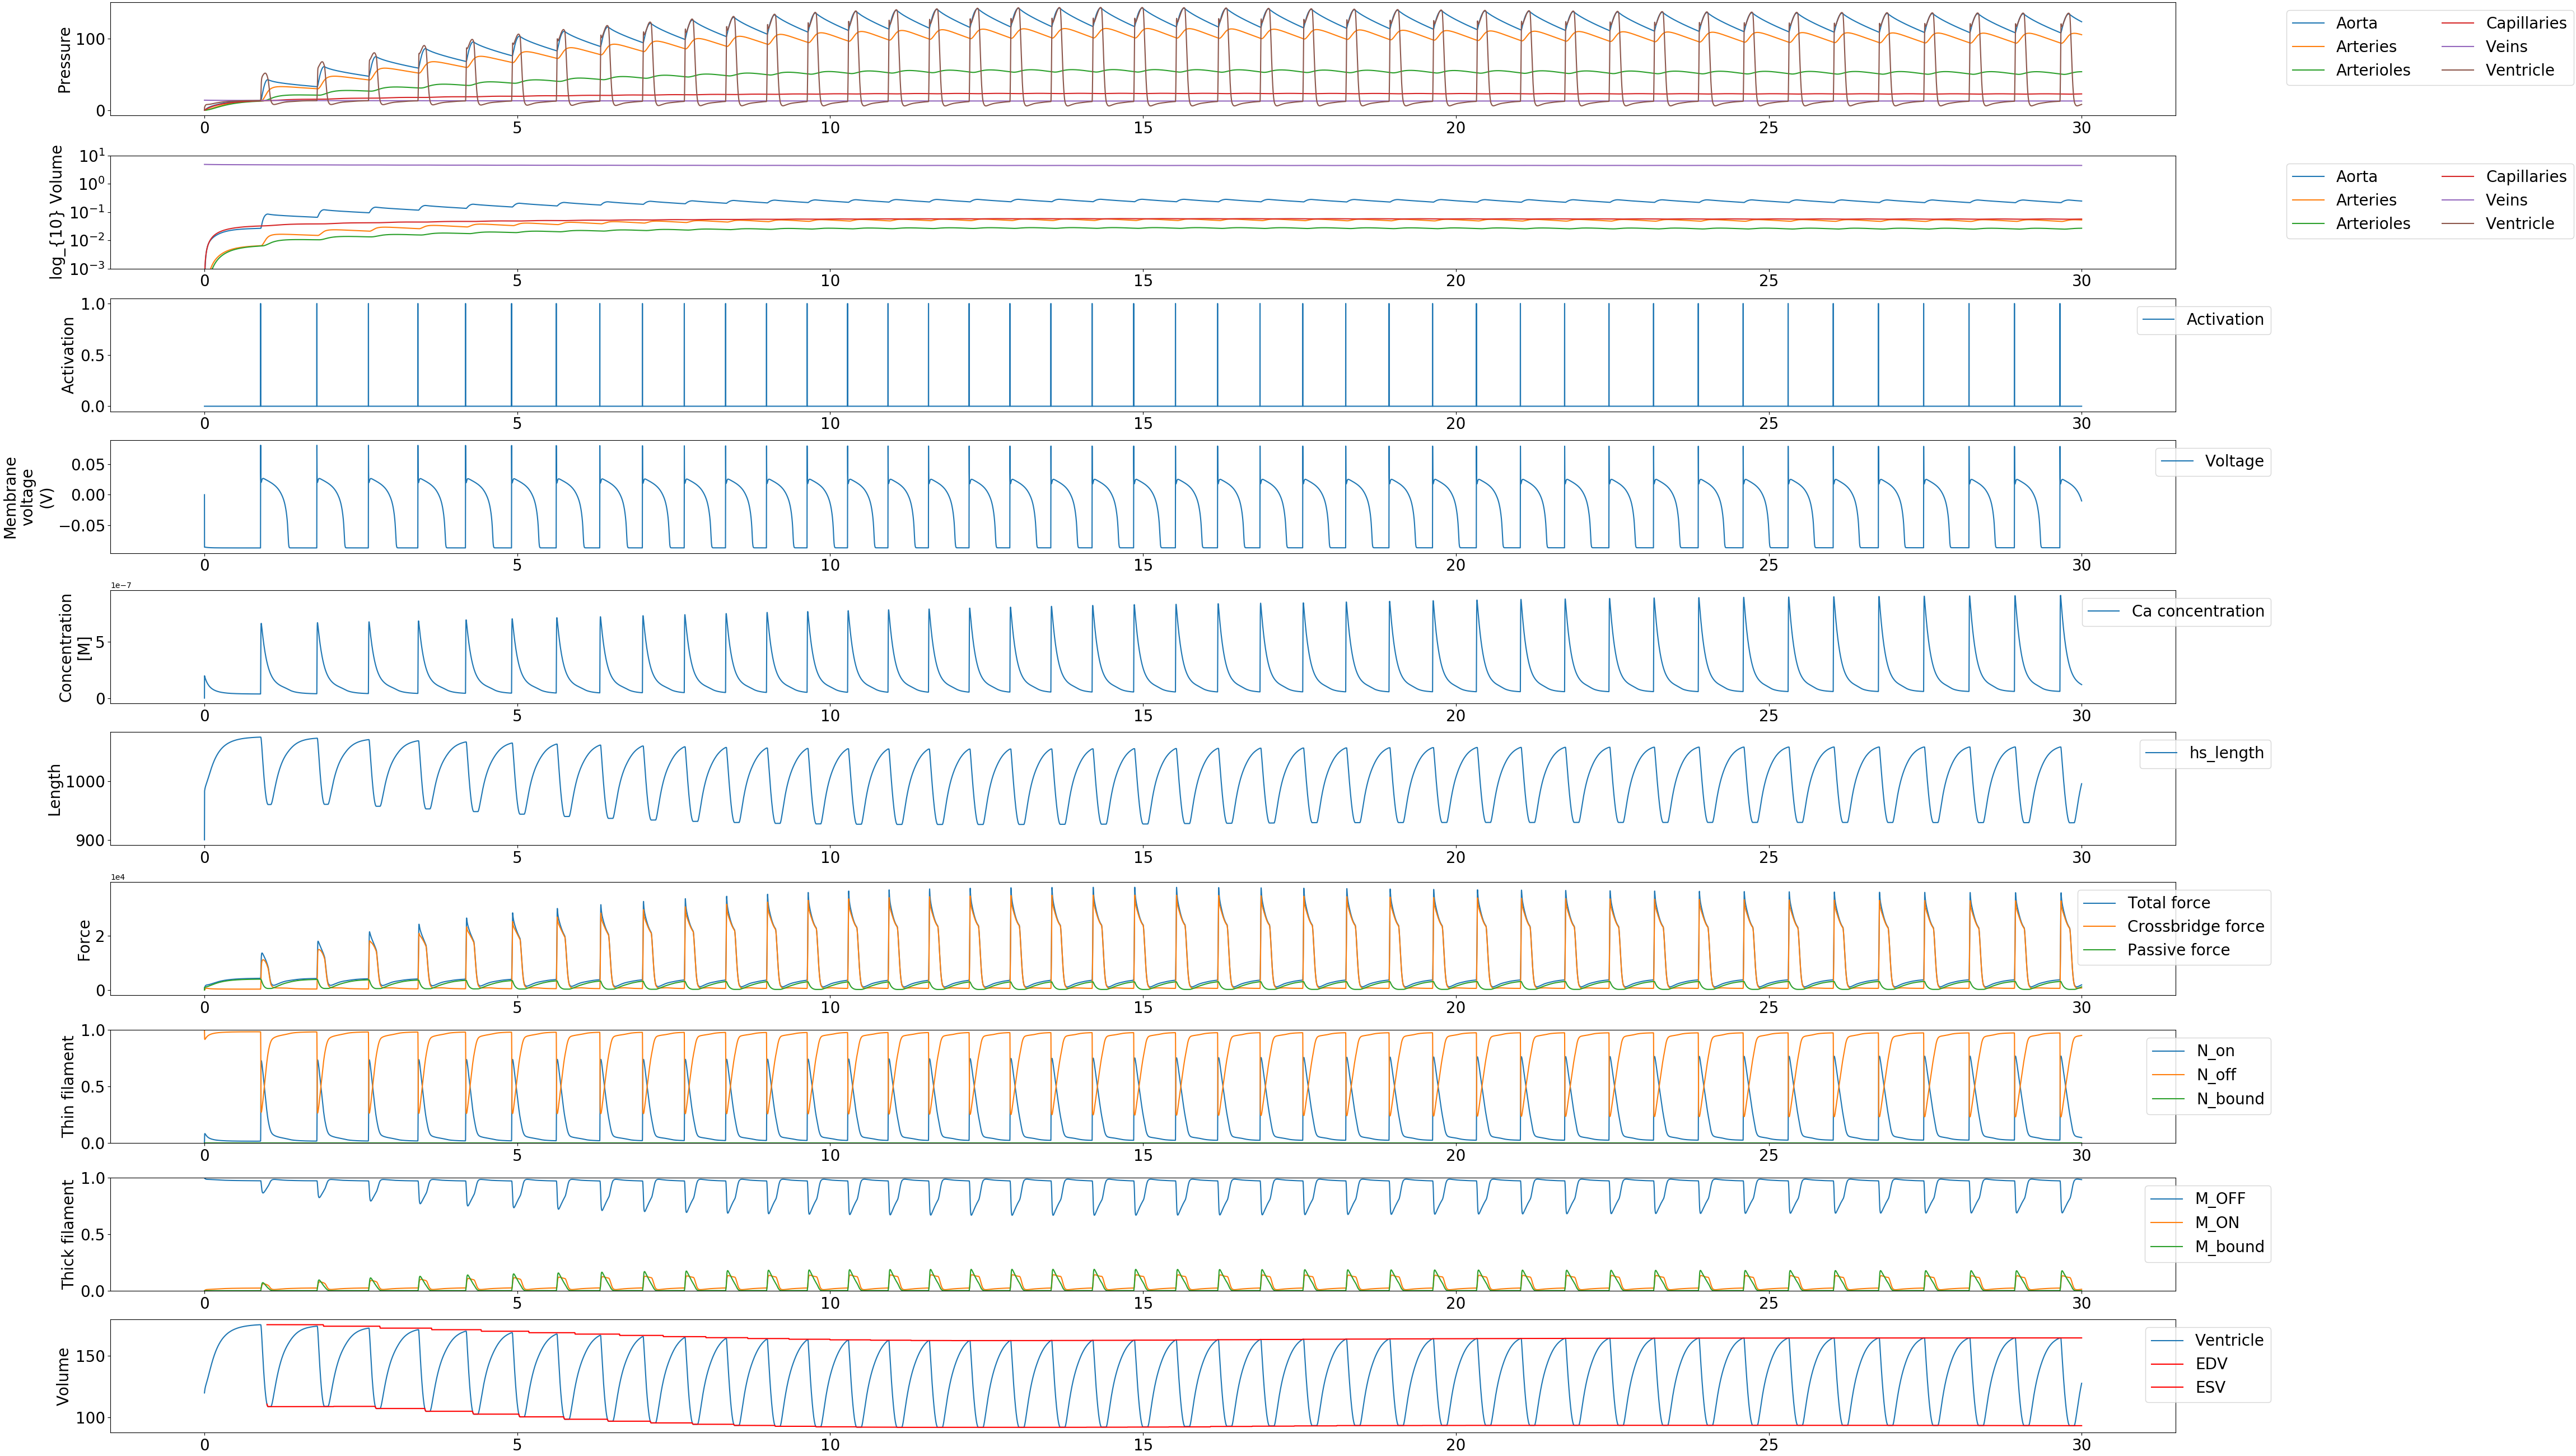 Pressure
100
0
0 5 10 15 20 25 30
Aorta Capillaries
Arteries Veins
Arterioles Ventricle
log_{10} Volume
10^1
10^0
10^-1
10^-2
10^-3
0 5 10 15 20 25 30
Aorta Capillaries
Arteries Veins
Arterioles Ventricle
Activation
1.0
0.5
0.0
0 5 10 15 20 25 30
Activation
Membrane
voltage
(V)
0.05
0.00
−0.05
0 5 10 15 20 25 30
Voltage
Concentration
[M]
1e−7
5
0
0 5 10 15 20 25 30
Ca concentration
Length
1000
900
0 5 10 15 20 25 30
hs_length
Force
1e4
2
0
0 5 10 15 20 25 30
Total force
Crossbridge force
Passive force
Thin filament
1.0
0.5
0.0
0 5 10 15 20 25 30
N_on
N_off
N_bound
Thick filament
1.0
0.5
0.0
0 5 10 15 20 25 30
M_OFF
M_ON
M_bound
Volume
150
100
0 5 10 15 20 25 30
Ventricle
EDV
ESV